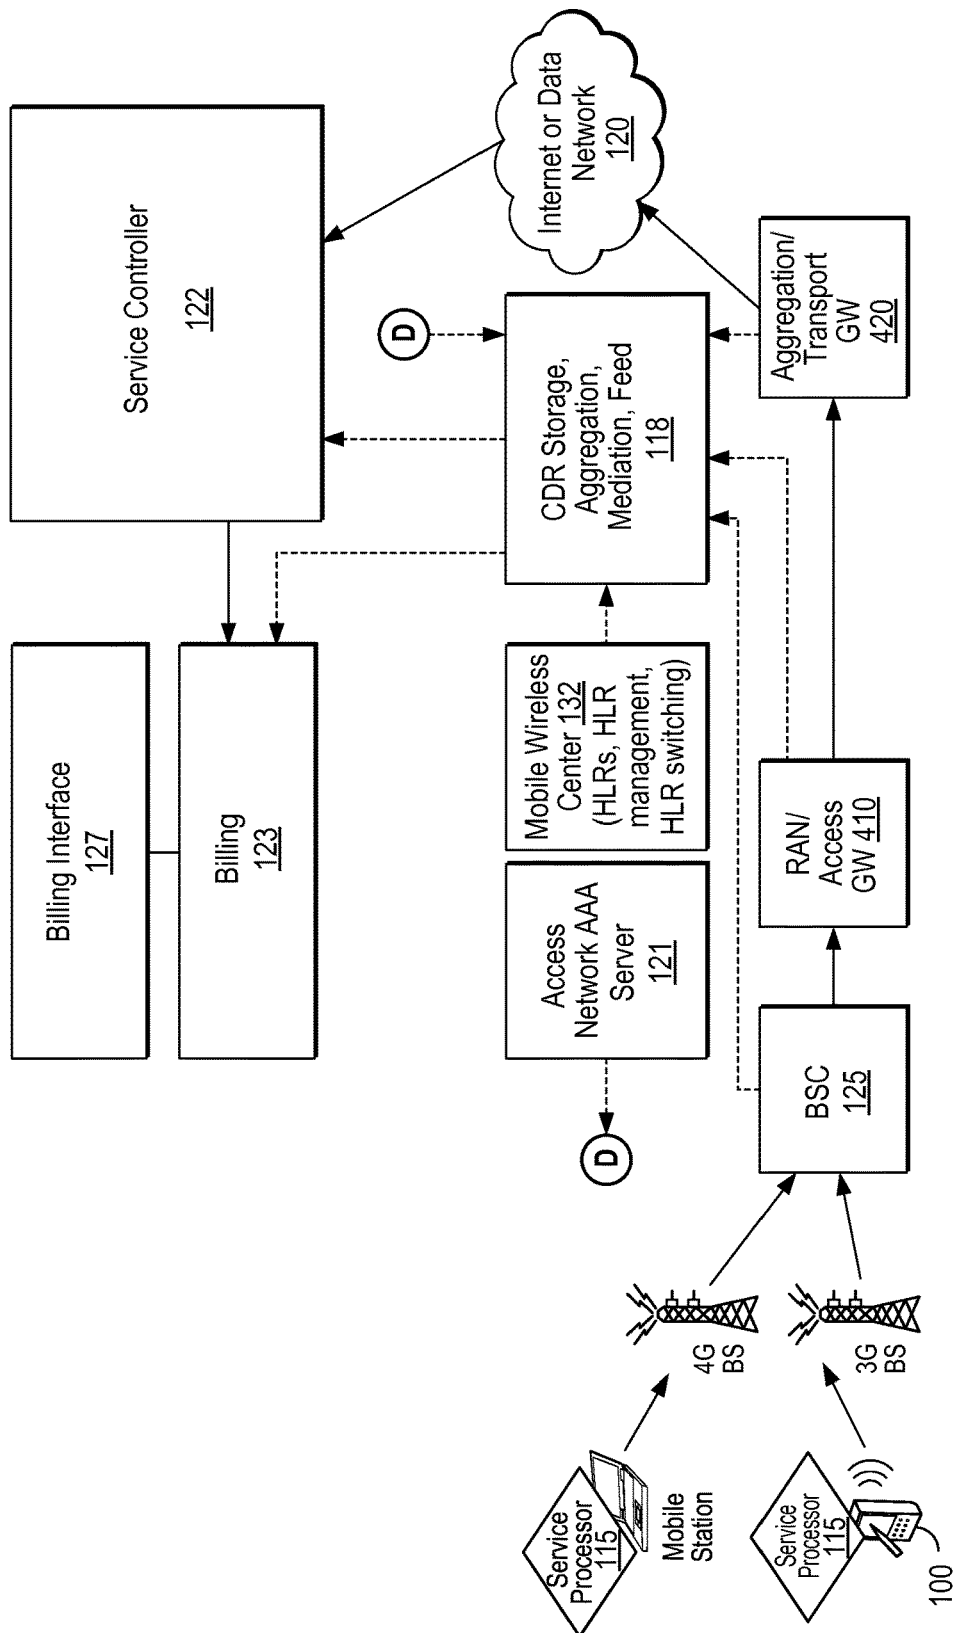 Billing Interface
127
Billing
123
Service Controller
122
Access
Network AAA
Server
121
Mobile Wireless
Center 132
(HLRs, HLR
management,
HLR switching)
CDR Storage,
Aggregation,
Mediation, Feed
118
D
D
Internet or Data
Network
120
Service
Processor
115
Mobile
Station
4G
BS
Service
Processor
115
100
3G
BS
BSC
125
RAN/
Access
GW 410
Aggregation/
Transport
GW
420